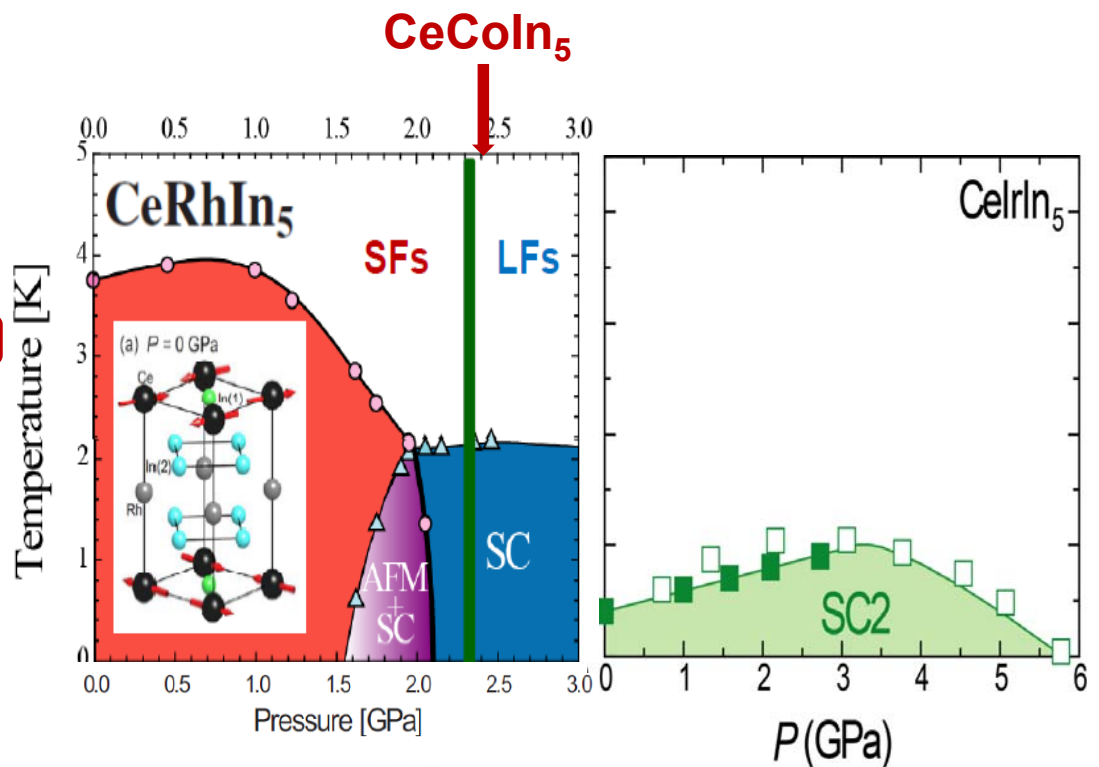 CeCoIn₅
0.0 0.5 1.0 1.5 2.0 2.5 3.0
5
4
3
2
1
0
Temperature [K]
CeRhIn₅
SFs
LFs
(a) P = 0 GPa
Ce
In(1)
In(2)
Rh
AFM
+
SC
SC
0.0 0.5 1.0 1.5 2.0 2.5 3.0
Pressure [GPa]
CeIrIn₅
SC2
0 1 2 3 4 5 6
P (GPa)